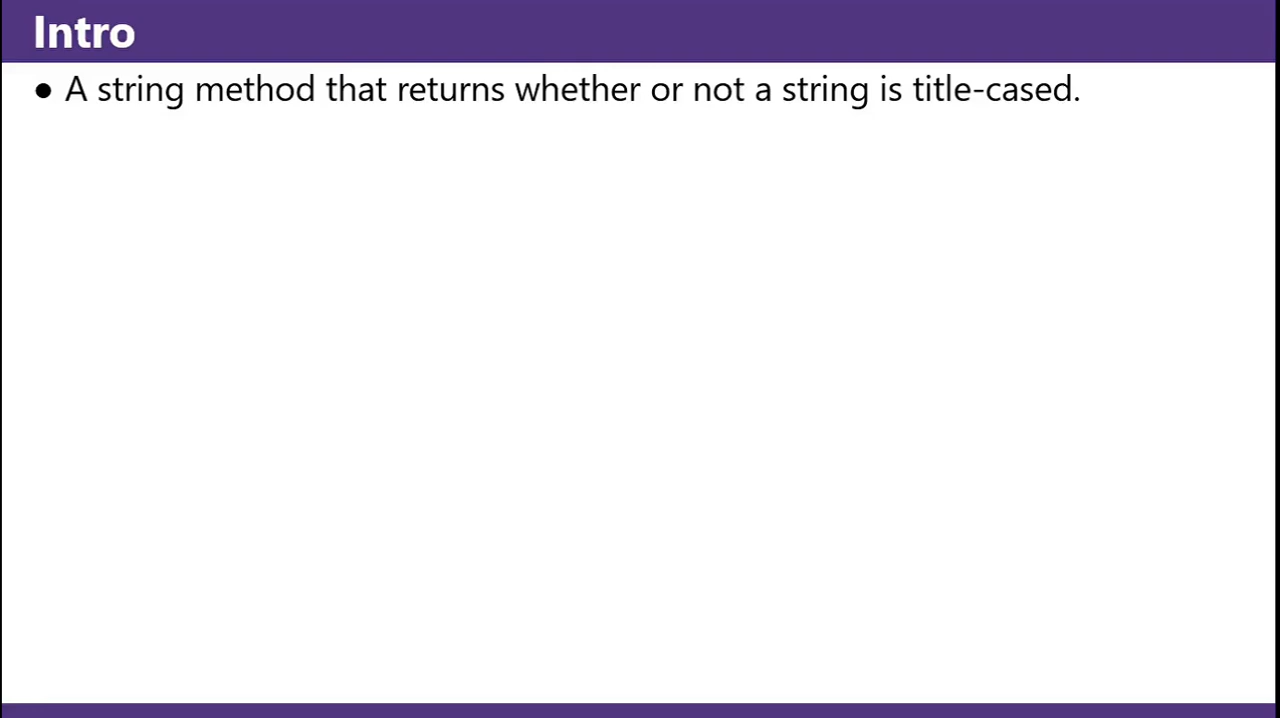 Intro
● A string method that returns whether or not a string is title-cased.